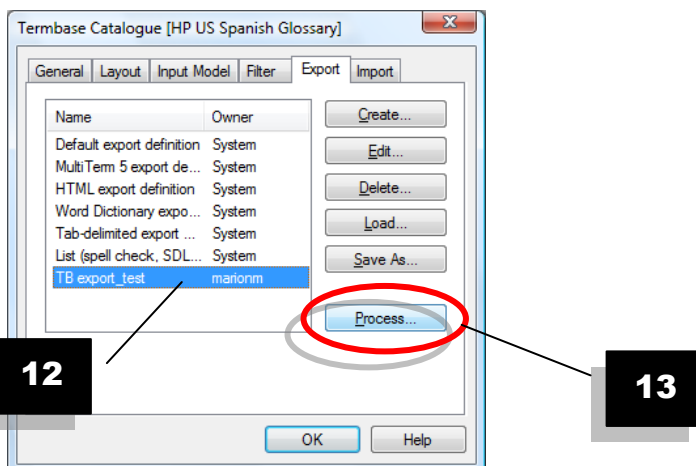 Termbase Catalogue [HP US Spanish Glossary]
General Layout Input Model Filter Export Import
Name Owner
Default export definition System
MultiTerm 5 export de... System
HTML export definition System
Word Dictionary expo... System
Tab-delimited export ... System
List (spell check, SDL... System
TB export_test marionm
Create...
Edit...
Delete...
Load...
Save As...
Process...
12
13
OK Help